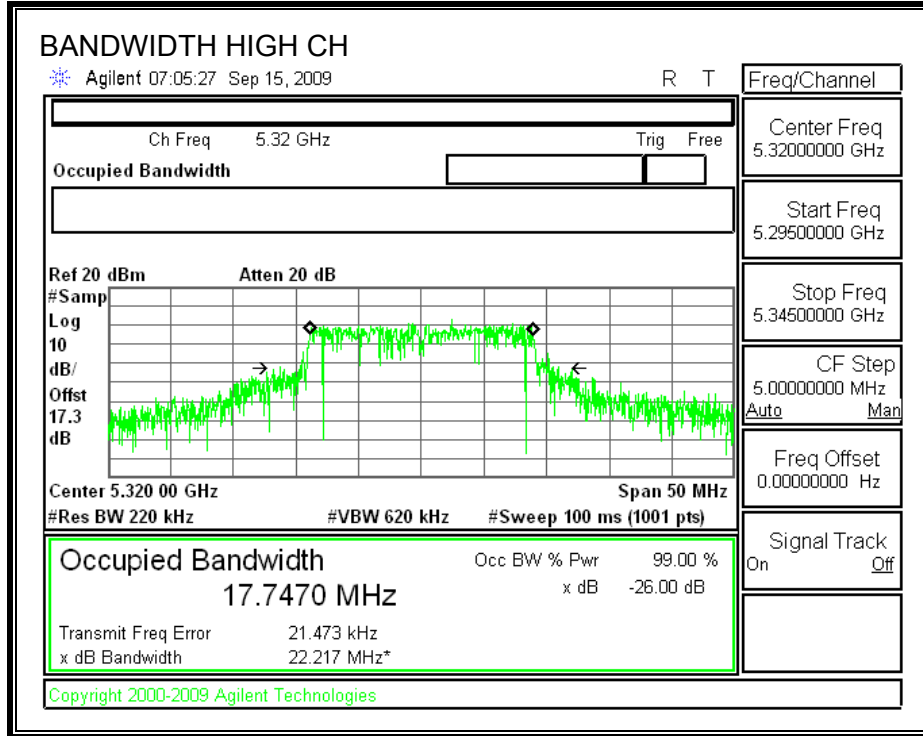 BANDWIDTH HIGH CH
Agilent 07:05:27 Sep 15, 2009 R T
Freq/Channel
Ch Freq 5.32 GHz Trig Free
Occupied Bandwidth
Center Freq
5.32000000 GHz
Start Freq
5.29500000 GHz
Stop Freq
5.34500000 GHz
CF Step
5.00000000 MHz
Auto Man
Freq Offset
0.00000000 Hz
Signal Track
On Off
Ref 20 dBm Atten 20 dB
#Samp
Log
10
dB/
Offst
17.3
dB
Center 5.320 00 GHz Span 50 MHz
#Res BW 220 kHz #VBW 620 kHz #Sweep 100 ms (1001 pts)
Occupied Bandwidth Occ BW % Pwr 99.00 %
17.7470 MHz x dB -26.00 dB
Transmit Freq Error 21.473 kHz
x dB Bandwidth 22.217 MHz*
Copyright 2000-2009 Agilent Technologies